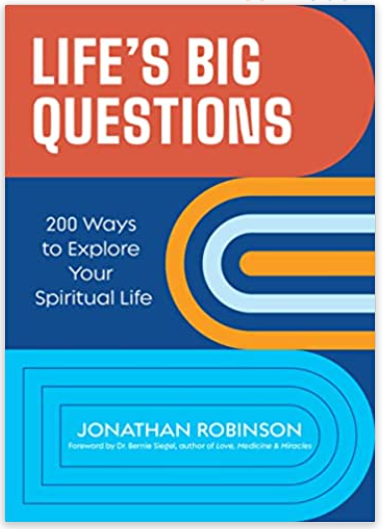 LIFE'S BIG
QUESTIONS
200 Ways
to Explore
Your
Spiritual Life
JONATHAN ROBINSON
Foreword by Dr. Bernie Siegel, author of Love, Medicine & Miracles